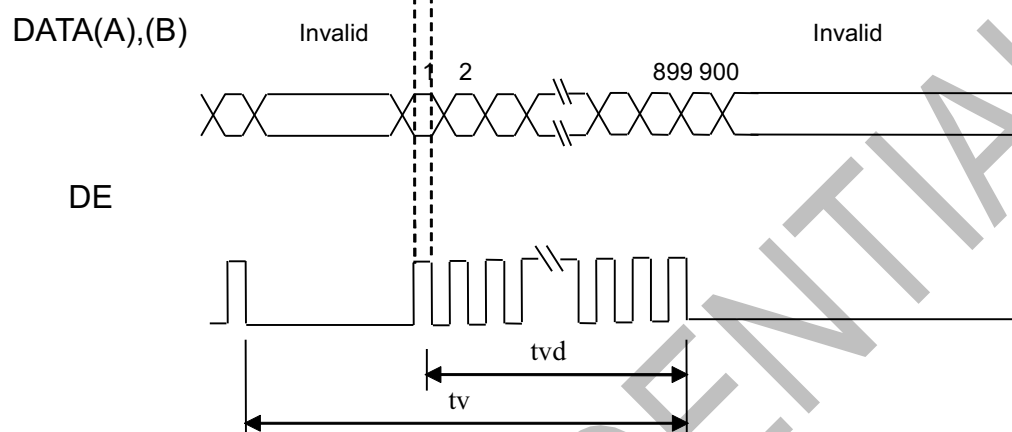 DATA(A),(B)
Invalid
Invalid
1 2 899 900
DE
tvd
tv